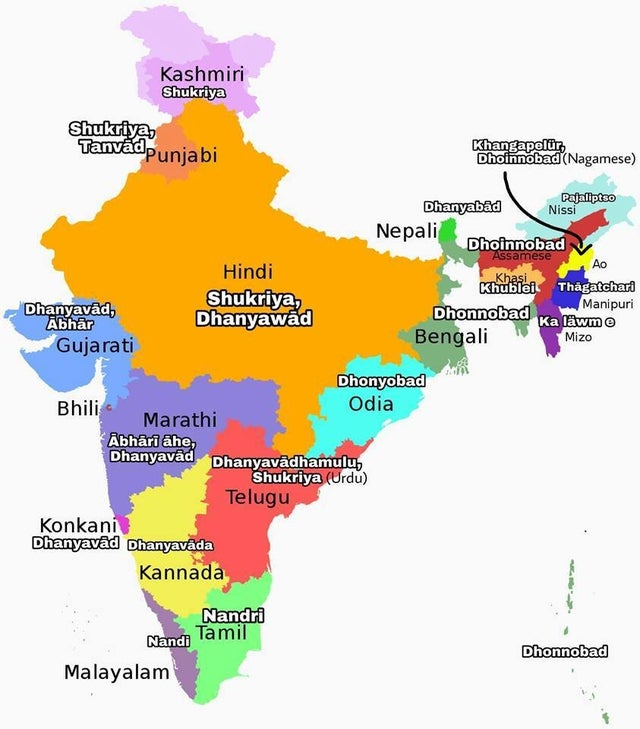 Kashmiri
Shukriya
Shukriya,
Tanvād
Punjabi
Khangapelür,
Dhoinnobad (Nagamese)
Pajaliptso
Nissi
Dhanyabād
Nepali
Dhoinnobad
Assamese
Ao
Khasi
Khublei
Thāgatchari
Manipuri
Hindi
Shukriya,
Dhanyawād
Dhanyavād,
Ābhār
Gujarati
Dhonnobad
Bengali
Ka lāwm e
Mizo
Dhonyobad
Odia
Bhili
Marathi
Ābhārī āhe,
Dhanyavād
Dhanyavādhamulu,
Shukriya (Urdu)
Telugu
Konkani
Dhanyavād
Dhanyavāda
Kannada
Nandri
Tamil
Nandi
Malayalam
Dhonnobad